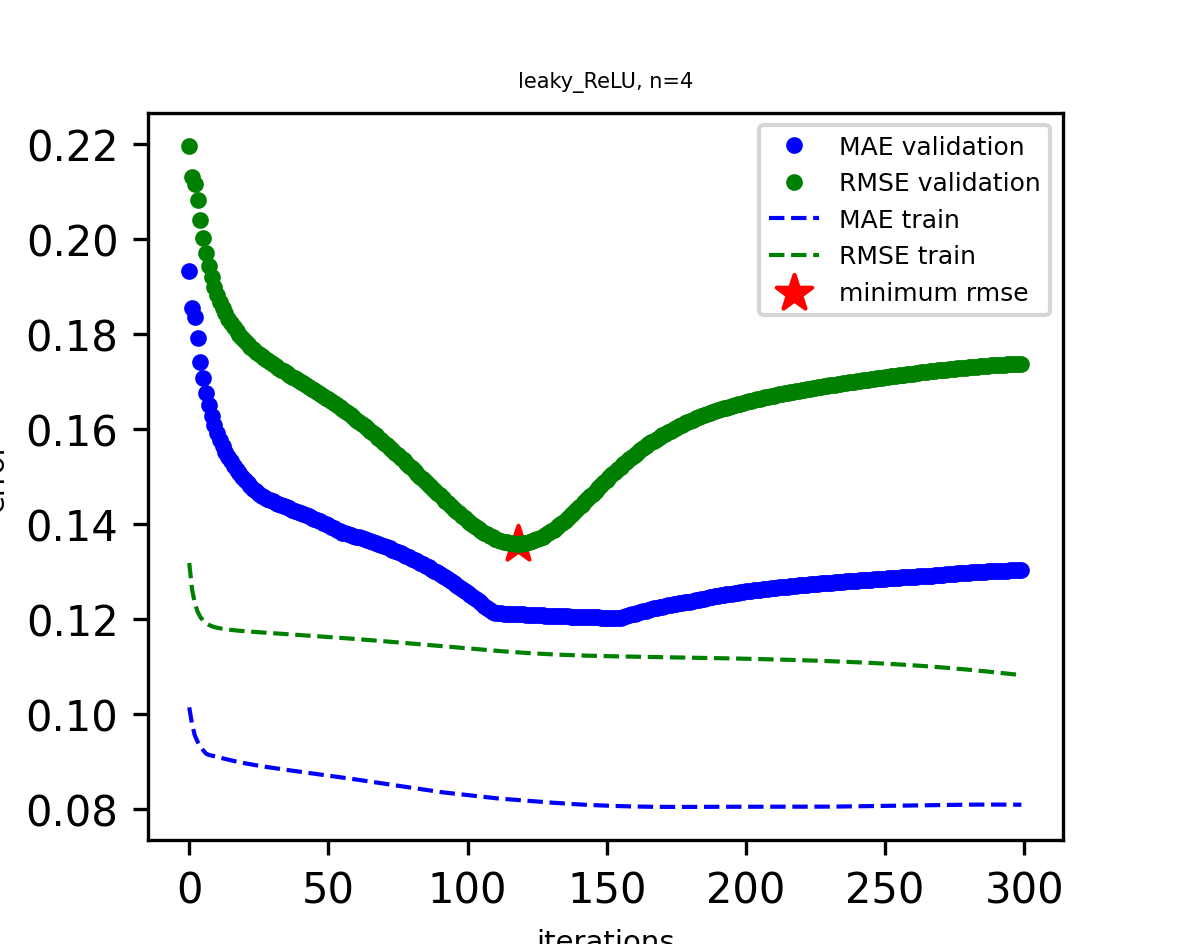 leaky_ReLU, n=4
0.22
0.20
0.18
0.16
0.14
0.12
0.10
0.08
MAE validation
RMSE validation
MAE train
RMSE train
minimum rmse
0 50 100 150 200 250 300
iterations